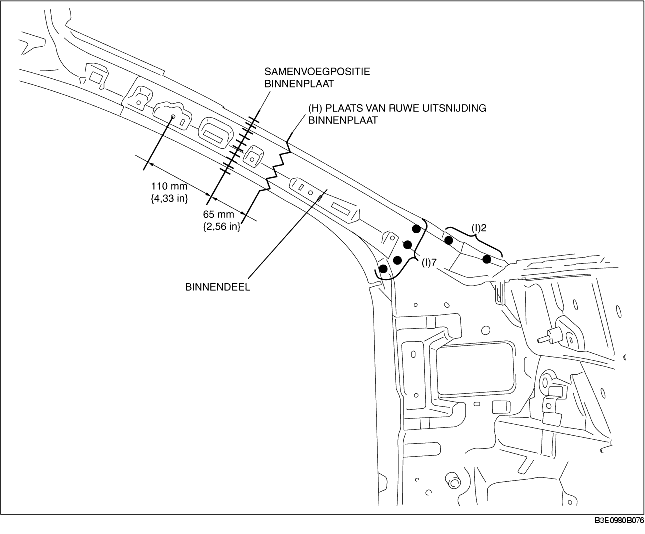 SAMENVOEGPOSITIE
BINNENPLAAT
(H) PLAATS VAN RUWE UITSNIJDING
BINNENPLAAT
110 mm
{4,33 in}
65 mm
{2,56 in}
(I)2
(I)7
BINNENDEEL
B3E0980B076